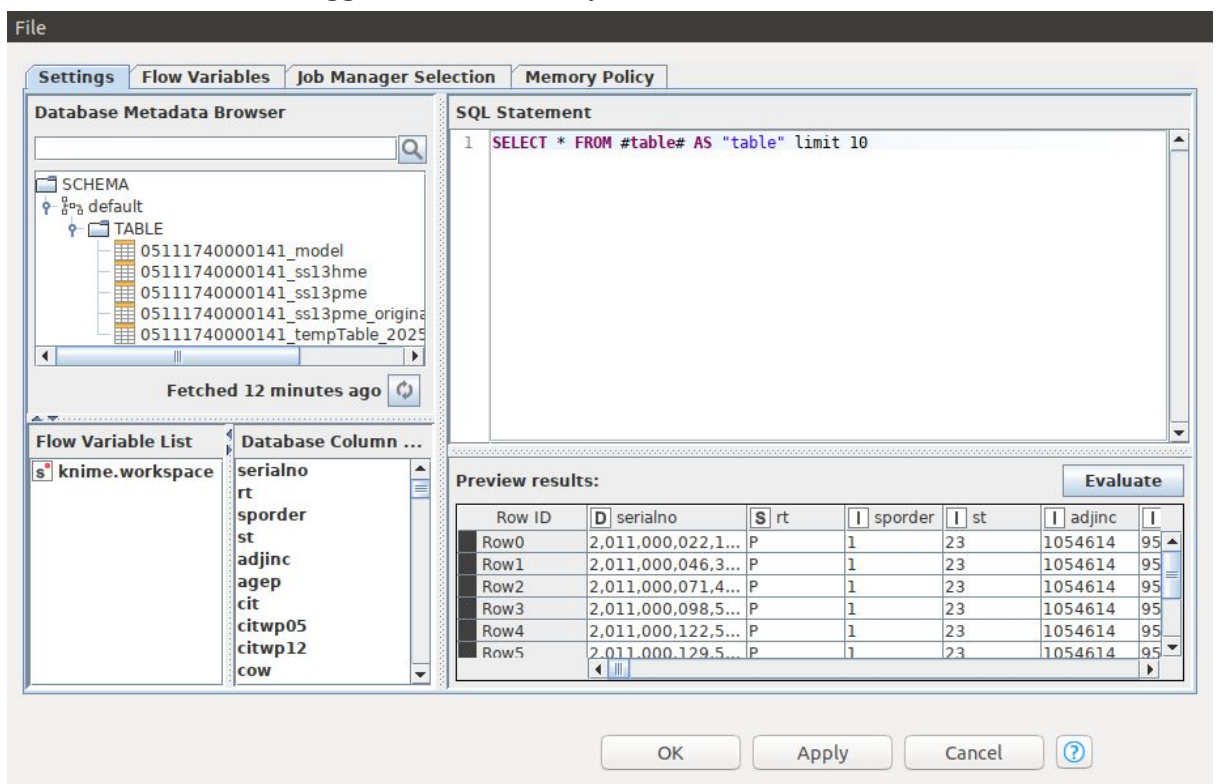 File
Settings Flow Variables Job Manager Selection Memory Policy
Database Metadata Browser
SCHEMA
default
TABLE
05111740000141_model
05111740000141_ss13hme
05111740000141_ss13pme
05111740000141_ss13pme_origina
05111740000141_tempTable_2025
Fetched 12 minutes ago
Flow Variable List
s knime.workspace
Database Column ...
serialno
rt
sporder
st
adjinc
agep
cit
citwp05
citwp12
cow
SQL Statement
1 SELECT * FROM #table# AS "table" limit 10
Preview results:
Evaluate
Row ID D serialno S rt I sporder I st I adjinc I
Row0 2,011,000,022,1... P 1 23 1054614 95
Row1 2,011,000,046,3... P 1 23 1054614 95
Row2 2,011,000,071,4... P 1 23 1054614 95
Row3 2,011,000,098,5... P 1 23 1054614 95
Row4 2,011,000,122,5... P 1 23 1054614 95
Row5 2,011,000,129,5... P 1 23 1054614 95
OK Apply Cancel ?